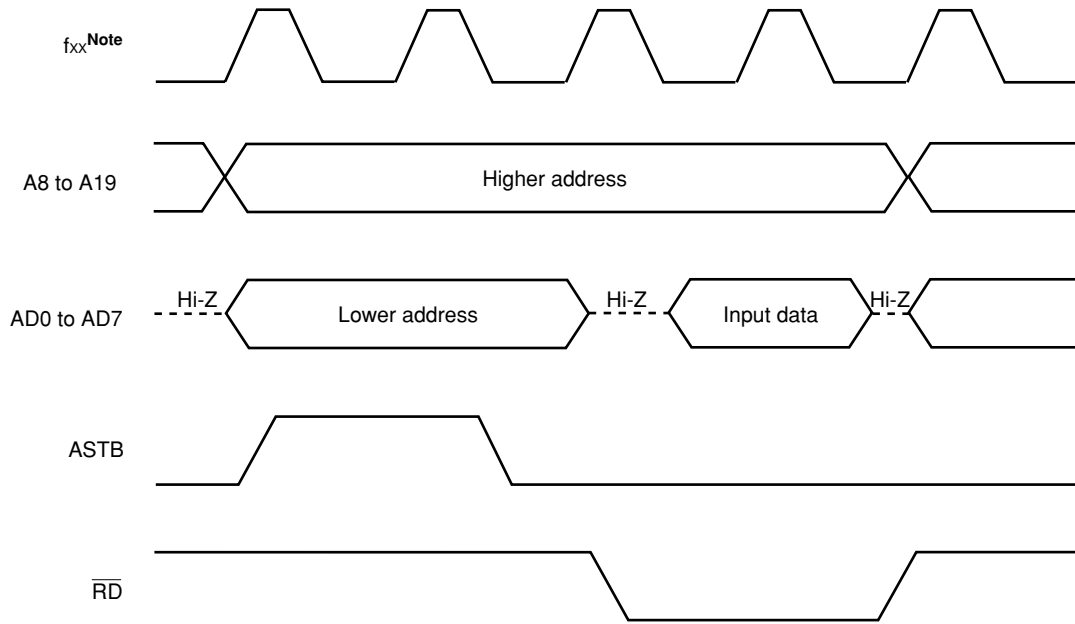 fxxNote
A8 to A19
Higher address
AD0 to AD7
Hi-Z
Lower address
Hi-Z
Input data
Hi-Z
ASTB
RD